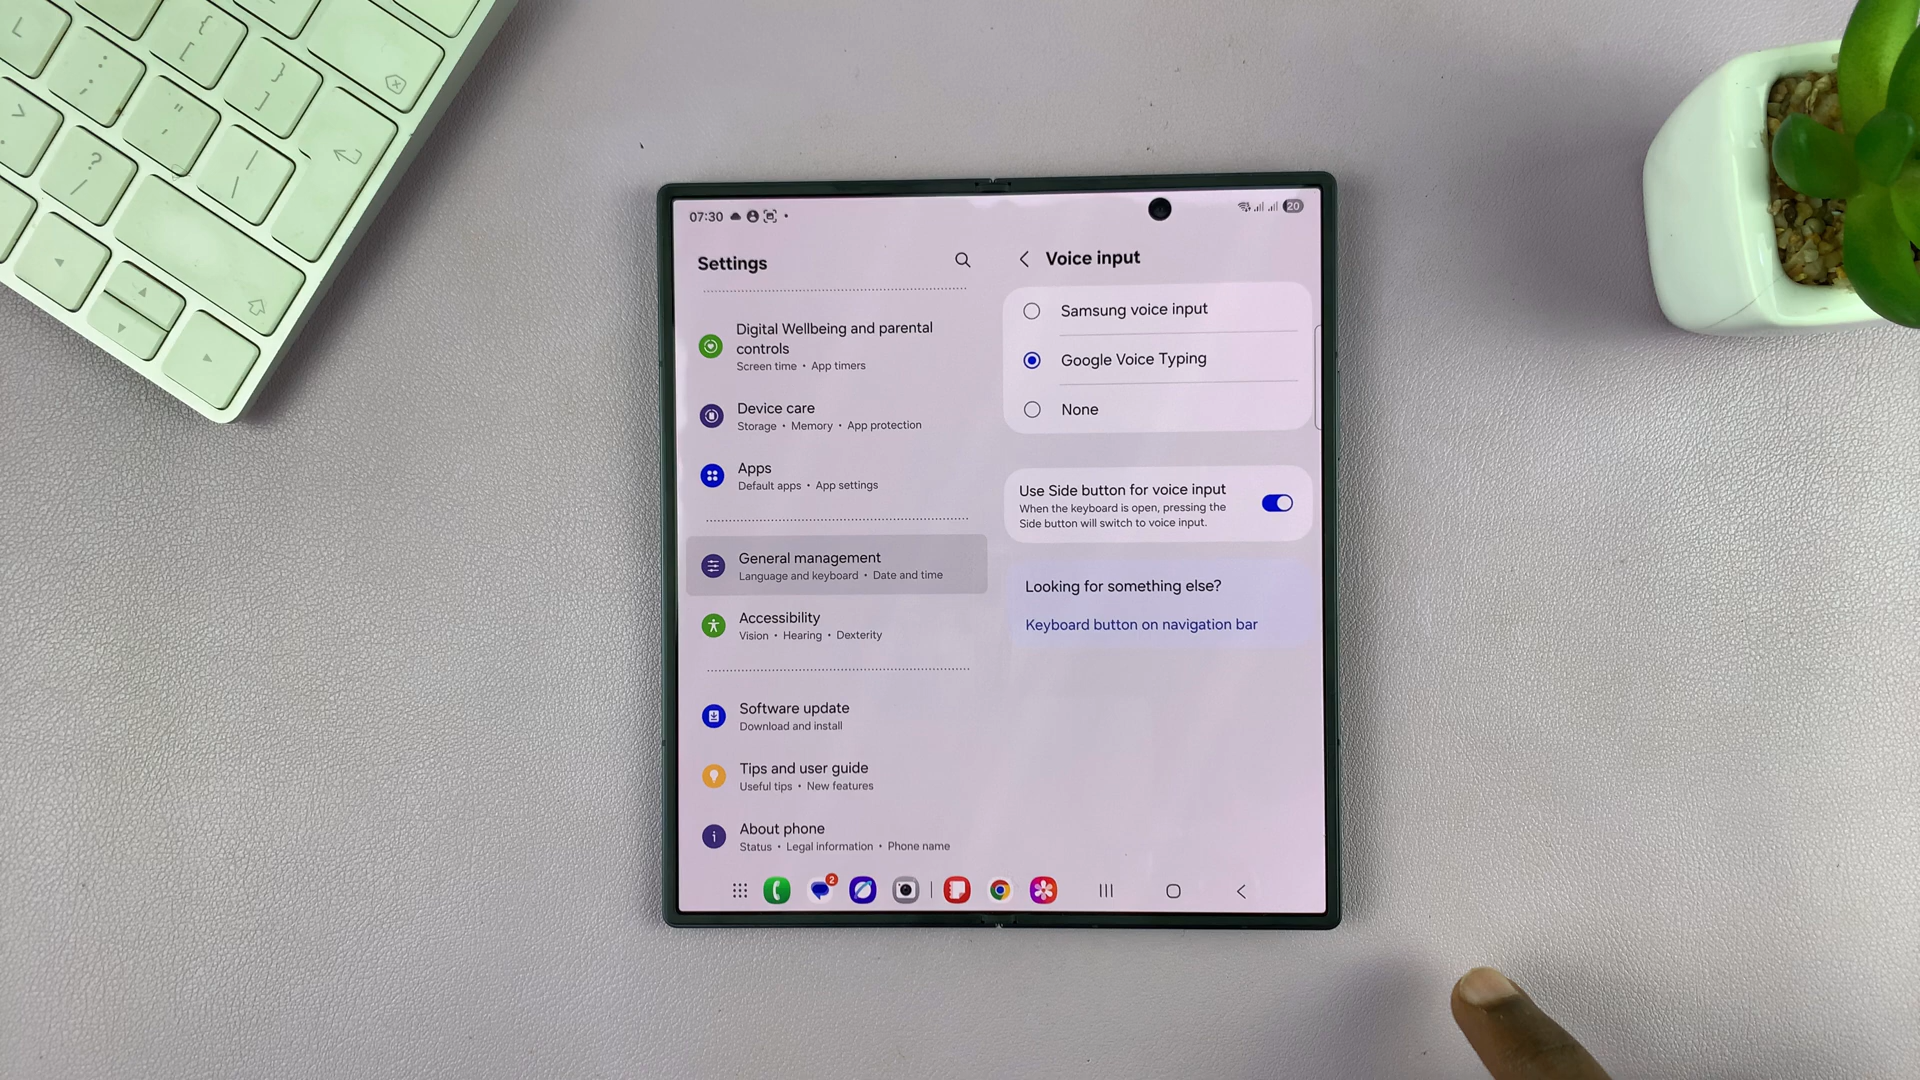 L
{
[
:
;
}
]
"
'
>
.
?
/
|
\
07:30
20
Settings
Digital Wellbeing and parental
controls
Screen time • App timers
Device care
Storage • Memory • App protection
Apps
Default apps • App settings
General management
Language and keyboard • Date and time
Accessibility
Vision • Hearing • Dexterity
Software update
Download and install
Tips and user guide
Useful tips • New features
About phone
Status • Legal information • Phone name
Voice input
Samsung voice input
Google Voice Typing
None
Use Side button for voice input
When the keyboard is open, pressing the
Side button will switch to voice input.
Looking for something else?
Keyboard button on navigation bar
2